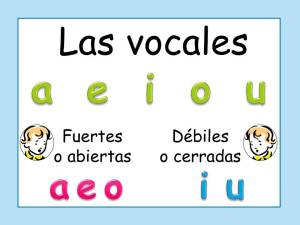 Las vocales
a e i o u
Fuertes
o abiertas
Débiles
o cerradas
a e o
i u